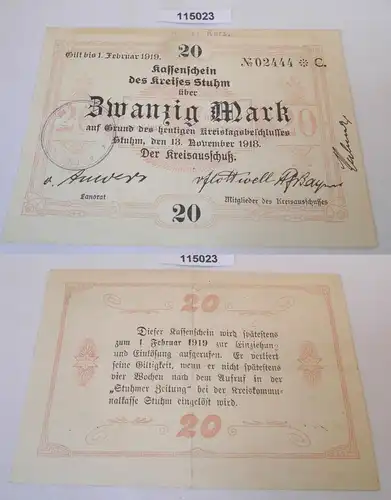 115023
20
Gilt bis 1. Februar 1919.
№ 02444 ❊ C.
Kassenschein
des Kreises Stuhm
über
Zwanzig Mark
auf Grund des heutigen Kreistagsbeschlusses
Stuhm, den 13. November 1918.
Der Kreisausschuß.
Landrat
20
Mitglieder des Kreisausschusses
115023
20
Dieser Kassenschein wird spätestens
zum 1 Februar 1919 zur Einziehung
und Einlösung aufgerufen. Er verliert
seine Giltigkeit, wenn er nicht spätestens
vier Wochen nach dem Aufruf in der
"Stuhmer Zeitung" bei der Kreiskommu-
nalkasse Stuhm eingelöst wird.
20